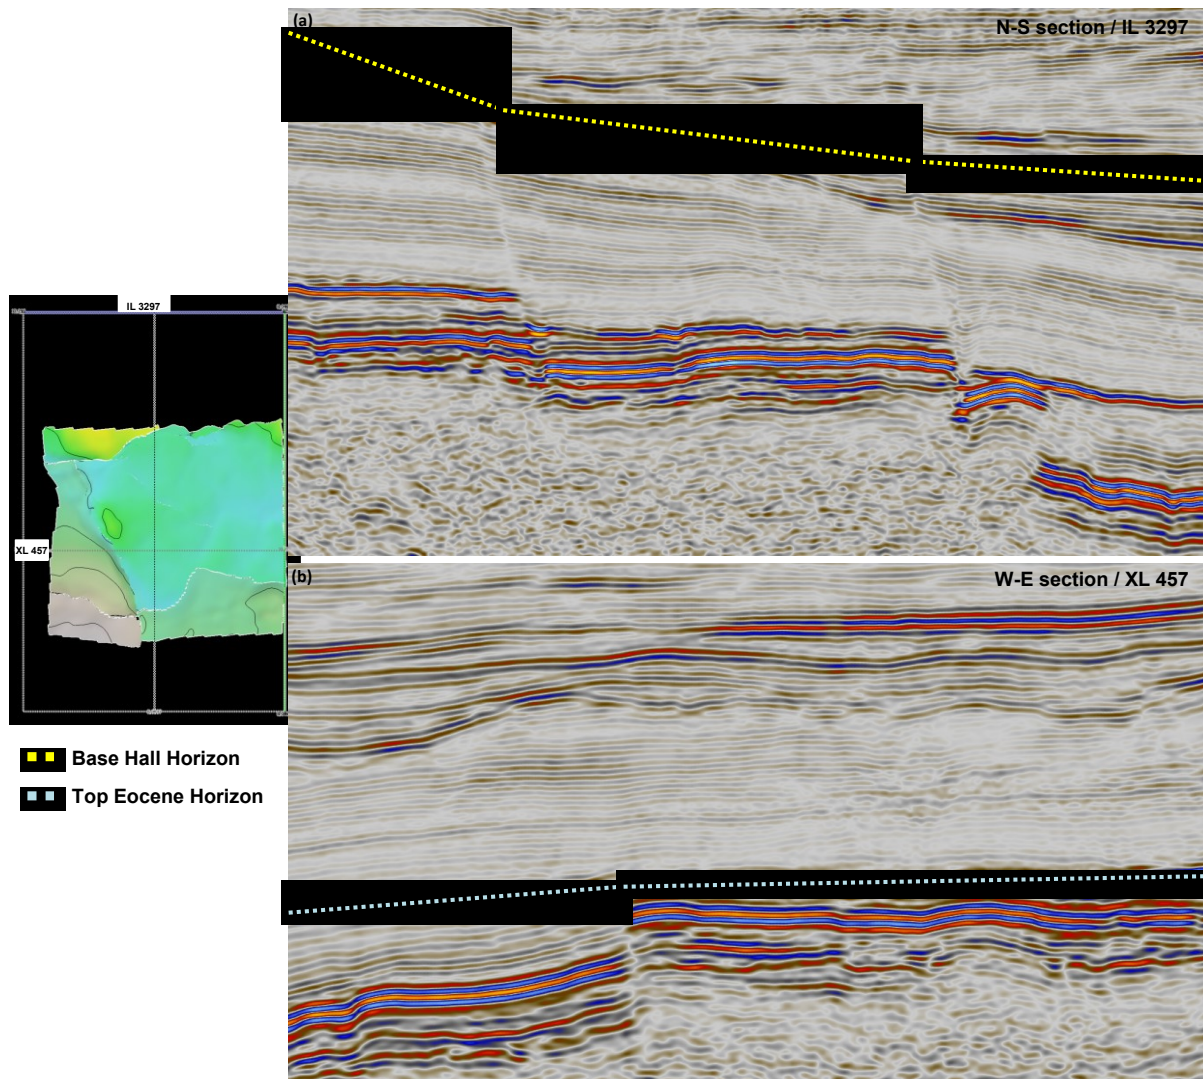 (a)
N-S section / IL 3297
IL 3297
XL 457
(b)
W-E section / XL 457
Base Hall Horizon
Top Eocene Horizon